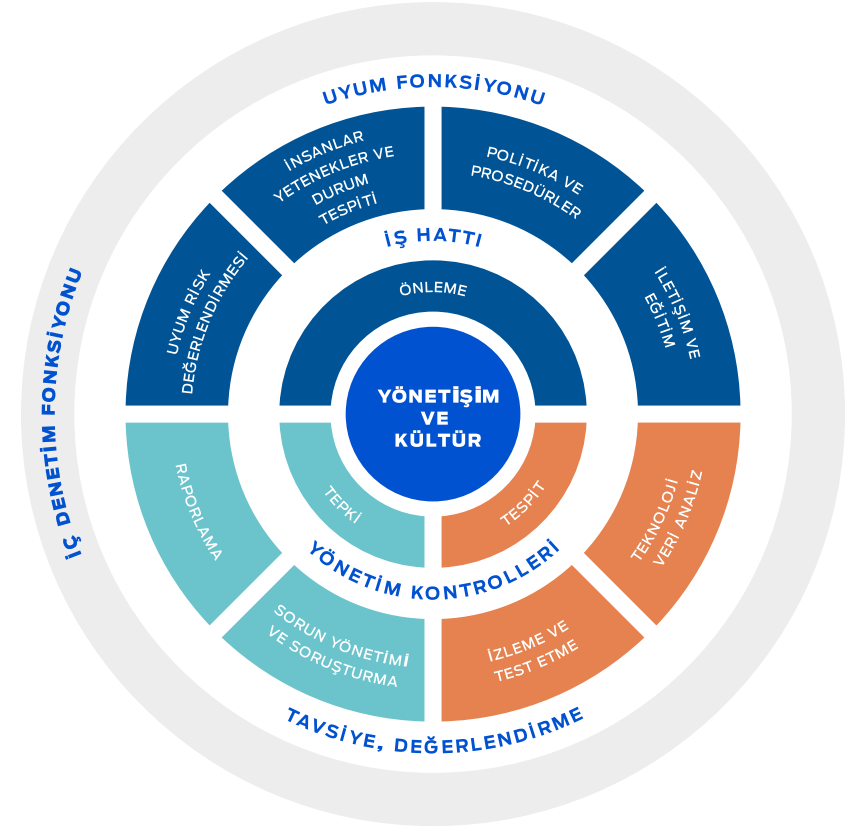 UYUM FONKSİYONU
İNSANLAR
YETENEKLER VE
DURUM
TESPİTİ
POLİTİKA VE
PROSEDÜRLER
UYUM RİSK
DEĞERLENDİRMESİ
İŞ HATTI
İLETİŞİM VE
EĞİTİM
ÖNLEME
İÇ DENETİM FONKSİYONU
YÖNETİŞİM
VE
KÜLTÜR
RAPORLAMA
TEPKİ
TESPİT
TEKNOLOJİ
VERİ ANALİZ
YÖNETİM KONTROLLERİ
SORUN YÖNETİMİ
VE SORUŞTURMA
İZLEME VE
TEST ETME
TAVSİYE, DEĞERLENDİRME